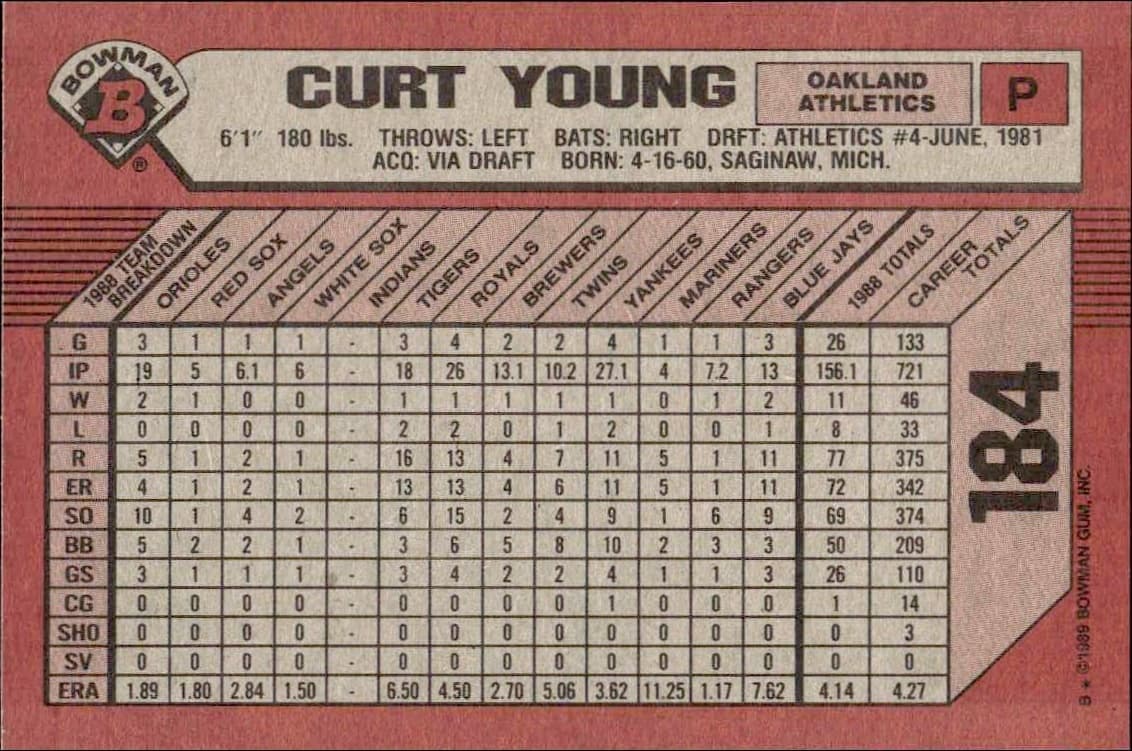 BOWMAN
B
®
CURT YOUNG
OAKLAND
ATHLETICS
P
6'1" 180 lbs. THROWS: LEFT BATS: RIGHT DRFT: ATHLETICS #4-JUNE, 1981
ACQ: VIA DRAFT BORN: 4-16-60, SAGINAW, MICH.
1988 TEAM
BREAKDOWN
ORIOLES
RED SOX
ANGELS
WHITE SOX
INDIANS
TIGERS
ROYALS
BREWERS
TWINS
YANKEES
MARINERS
RANGERS
BLUE JAYS
1988 TOTALS
CAREER
TOTALS
G 3 1 1 1 - 3 4 2 2 4 1 1 3 26 133
IP 19 5 6.1 6 - 18 26 13.1 10.2 27.1 4 7.2 13 156.1 721
W 2 1 0 0 - 1 1 1 1 1 0 1 2 11 46
L 0 0 0 0 - 2 2 0 1 2 0 0 1 8 33
R 5 1 2 1 - 16 13 4 7 11 5 1 11 77 375
ER 4 1 2 1 - 13 13 4 6 11 5 1 11 72 342
SO 10 1 4 2 - 6 15 2 4 9 1 6 9 69 374
BB 5 2 2 1 - 3 6 5 8 10 2 3 3 50 209
GS 3 1 1 1 - 3 4 2 2 4 1 1 3 26 110
CG 0 0 0 0 - 0 0 0 0 1 0 0 0 1 14
SHO 0 0 0 0 - 0 0 0 0 0 0 0 0 0 3
SV 0 0 0 0 - 0 0 0 0 0 0 0 0 0 0
ERA 1.89 1.80 2.84 1.50 - 6.50 4.50 2.70 5.06 3.62 11.25 1.17 7.62 4.14 4.27
184
B * ©1989 BOWMAN GUM, INC.